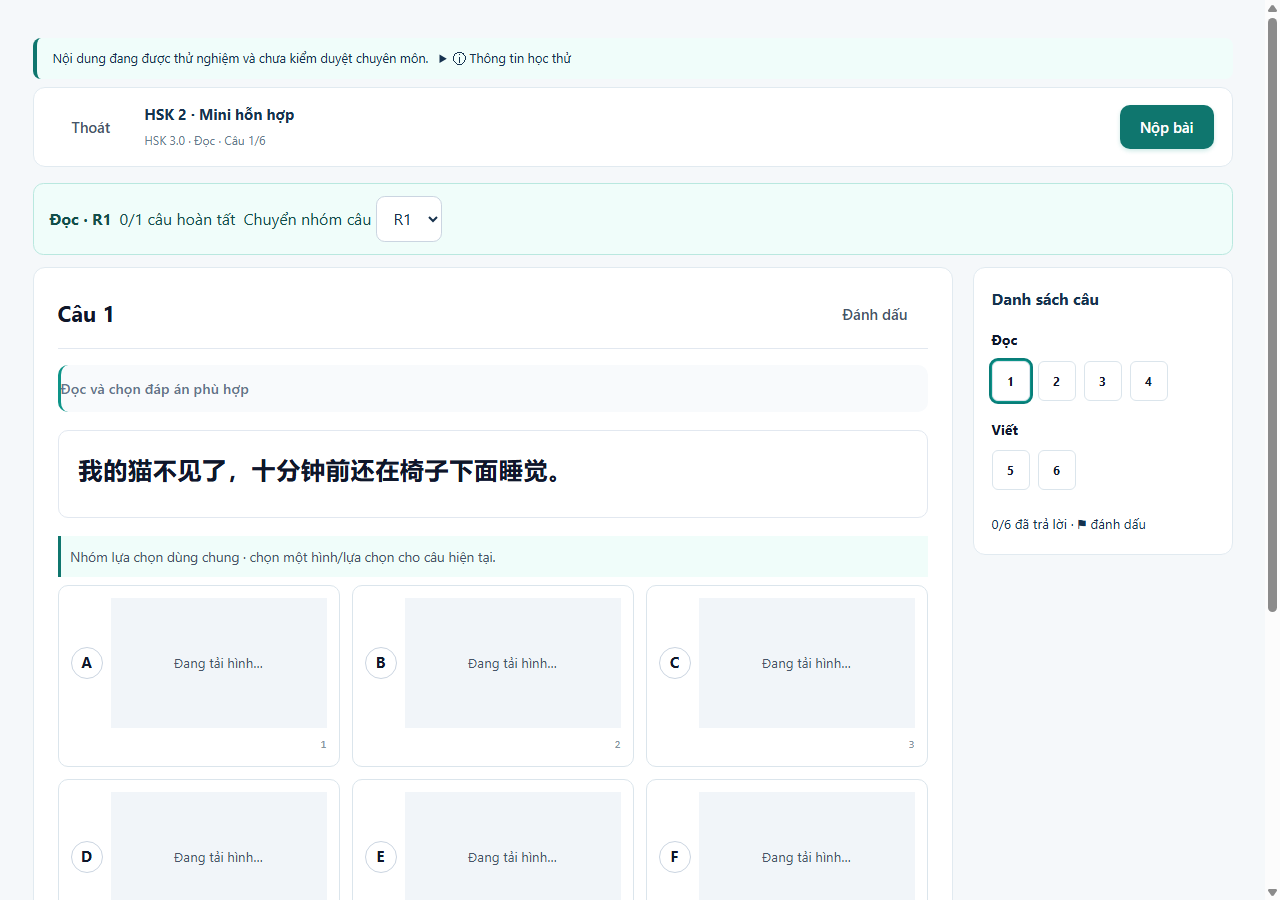 Nội dung đang được thử nghiệm và chưa kiểm duyệt chuyên môn. ▶ ⓘ Thông tin học thử
Thoát
HSK 2 · Mini hỗn hợp
HSK 3.0 · Đọc · Câu 1/6
Nộp bài
Đọc · R1 0/1 câu hoàn tất Chuyển nhóm câu R1
Câu 1
Đánh dấu
Đọc và chọn đáp án phù hợp
我的猫不见了，十分钟前还在椅子下面睡觉。
Nhóm lựa chọn dùng chung · chọn một hình/lựa chọn cho câu hiện tại.
A Đang tải hình... 1
B Đang tải hình... 2
C Đang tải hình... 3
D Đang tải hình...
E Đang tải hình...
F Đang tải hình...
Danh sách câu
Đọc
1 2 3 4
Viết
5 6
0/6 đã trả lời · ⚑ đánh dấu